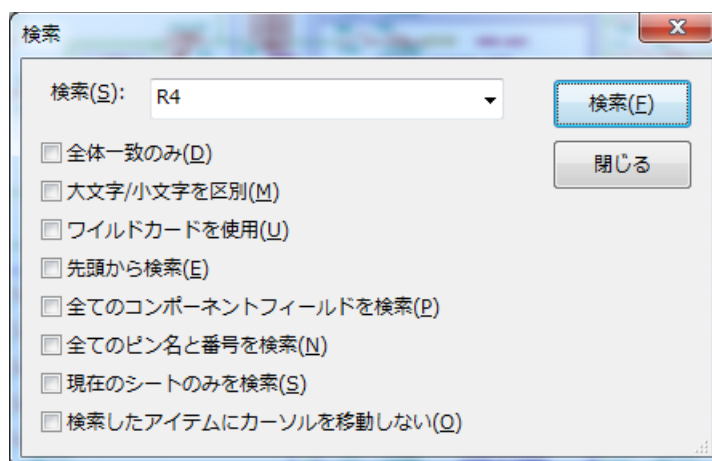 検索
検索(S):
R4
検索(F)
全体一致のみ(D)
閉じる
大文字/小文字を区別(M)
ワイルドカードを使用(U)
先頭から検索(E)
全てのコンポーネントフィールドを検索(P)
全てのピン名と番号を検索(N)
現在のシートのみを検索(S)
検索したアイテムにカーソルを移動しない(O)